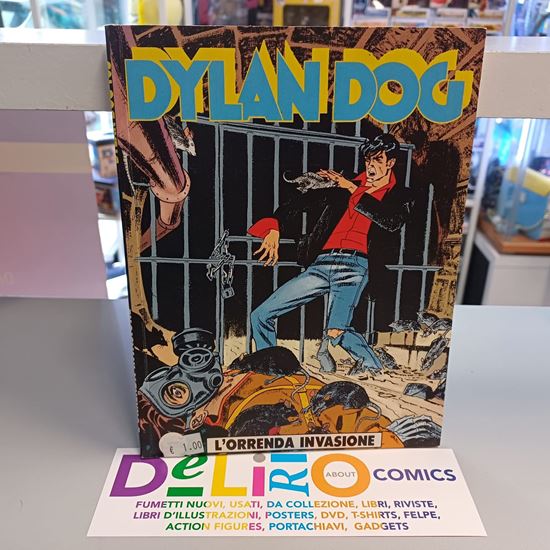 DYLAN DOG
€ 1.00
L'ORRENDA INVASIONE
DeLiRiO ABOUT COMICS
FUMETTI NUOVI, USATI, DA COLLEZIONE, LIBRI, RIVISTE,
LIBRI D'ILLUSTRAZIONI, POSTERS, DVD, T-SHIRTS, FELPE,
ACTION FIGURES, PORTACHIAVI, GADGETS